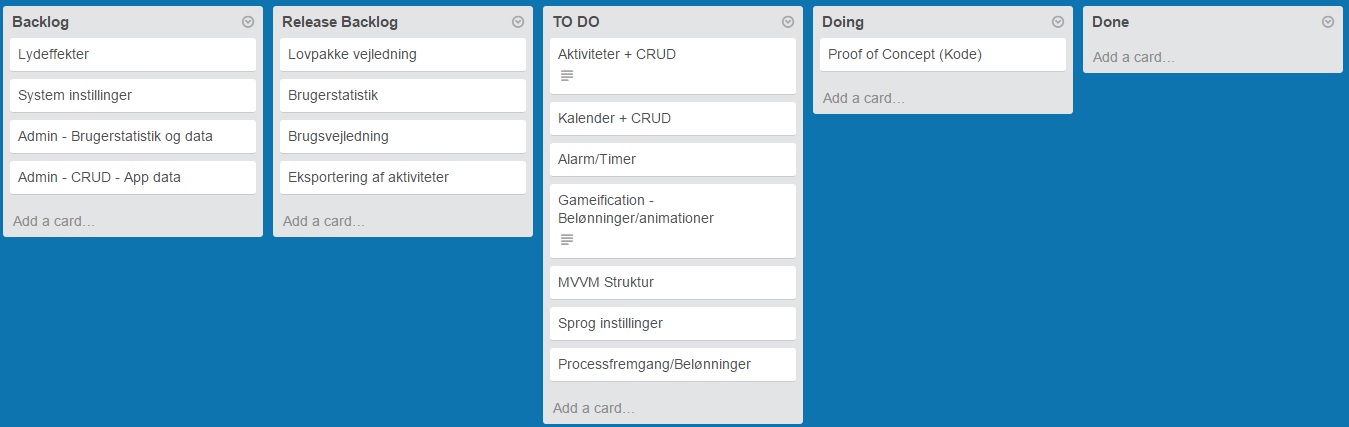 Backlog
Lydeffekter
System instillinger
Admin - Brugerstatistik og data
Admin - CRUD - App data
Add a card…
Release Backlog
Lovpakke vejledning
Brugerstatistik
Brugsvejledning
Eksportering af aktiviteter
Add a card…
TO DO
Aktiviteter + CRUD
Kalender + CRUD
Alarm/Timer
Gameification -
Belønninger/animationer
MVVM Struktur
Sprog instillinger
Processfremgang/Belønninger
Add a card…
Doing
Proof of Concept (Kode)
Add a card…
Done
Add a card…